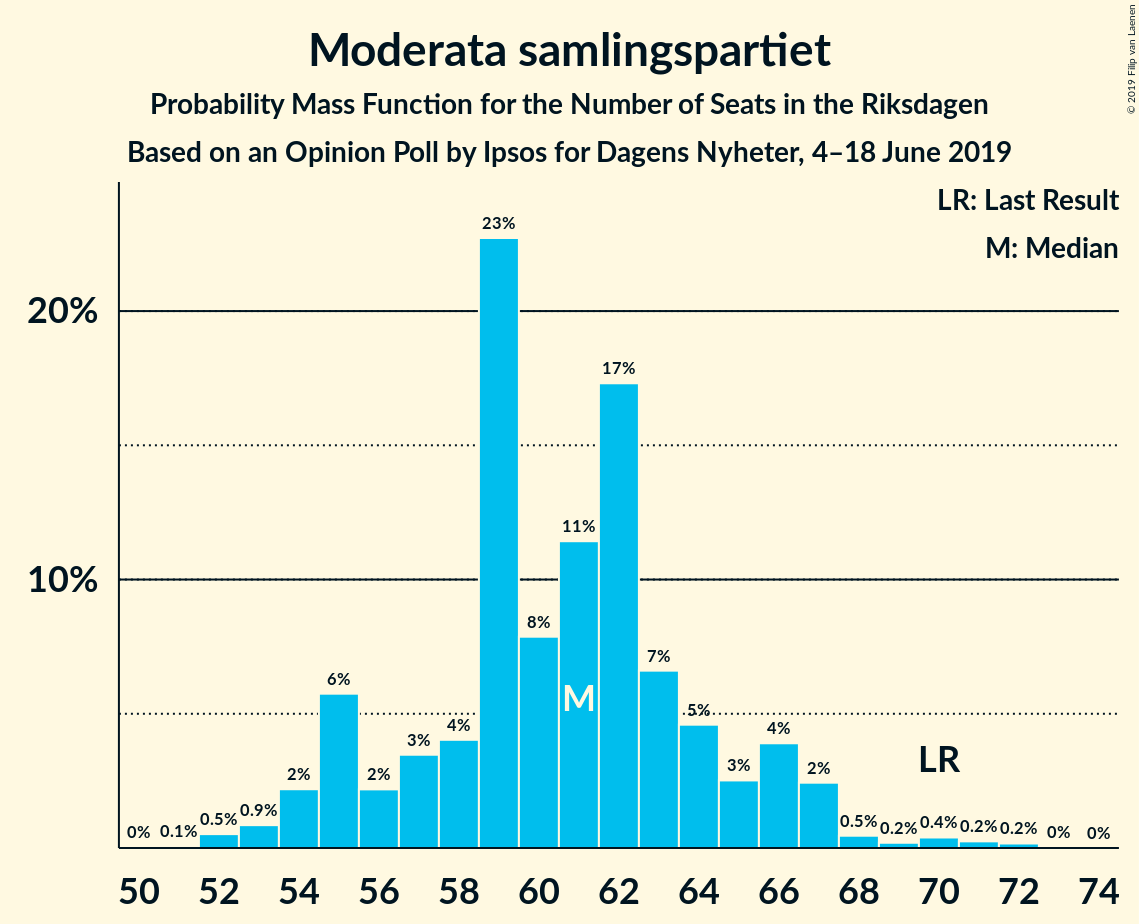 Moderata samlingspartiet
Probability Mass Function for the Number of Seats in the Riksdagen
Based on an Opinion Poll by Ipsos for Dagens Nyheter, 4–18 June 2019
© 2019 Filip van Laenen
LR: Last Result
M: Median
20%
10%
0% 0.1% 0.5% 0.9% 2% 6% 2% 3% 4% 23% 8% 11% 17% 7% 5% 3% 4% 2% 0.5% 0.2% 0.4% 0.2% 0.2% 0% 0%
M
LR
50 52 54 56 58 60 62 64 66 68 70 72 74